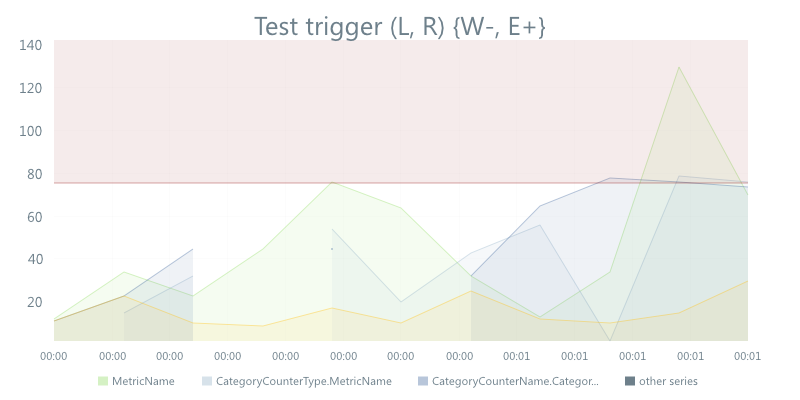 Test trigger (L, R) {W-, E+}
140
120
100
80
60
40
20
00:00 00:00 00:00 00:00 00:00 00:00 00:00 00:00 00:01 00:01 00:01 00:01 00:01
MetricName CategoryCounterType.MetricName CategoryCounterName.Categor... other series